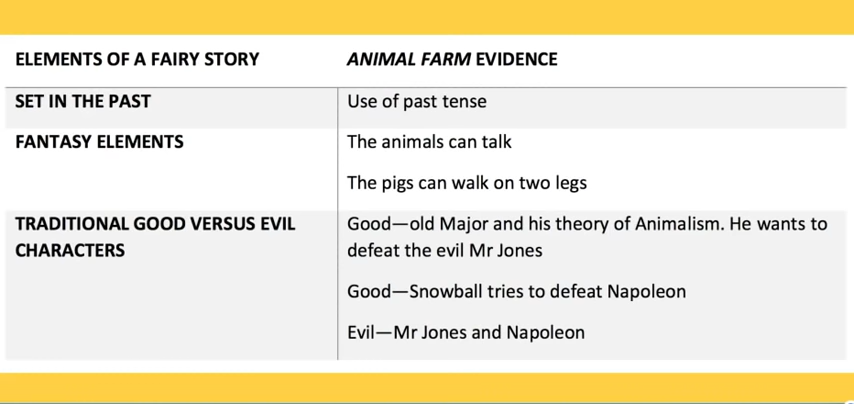 ELEMENTS OF A FAIRY STORY
ANIMAL FARM EVIDENCE
SET IN THE PAST
Use of past tense
FANTASY ELEMENTS
The animals can talk
The pigs can walk on two legs
TRADITIONAL GOOD VERSUS EVIL
CHARACTERS
Good—old Major and his theory of Animalism. He wants to
defeat the evil Mr Jones
Good—Snowball tries to defeat Napoleon
Evil—Mr Jones and Napoleon